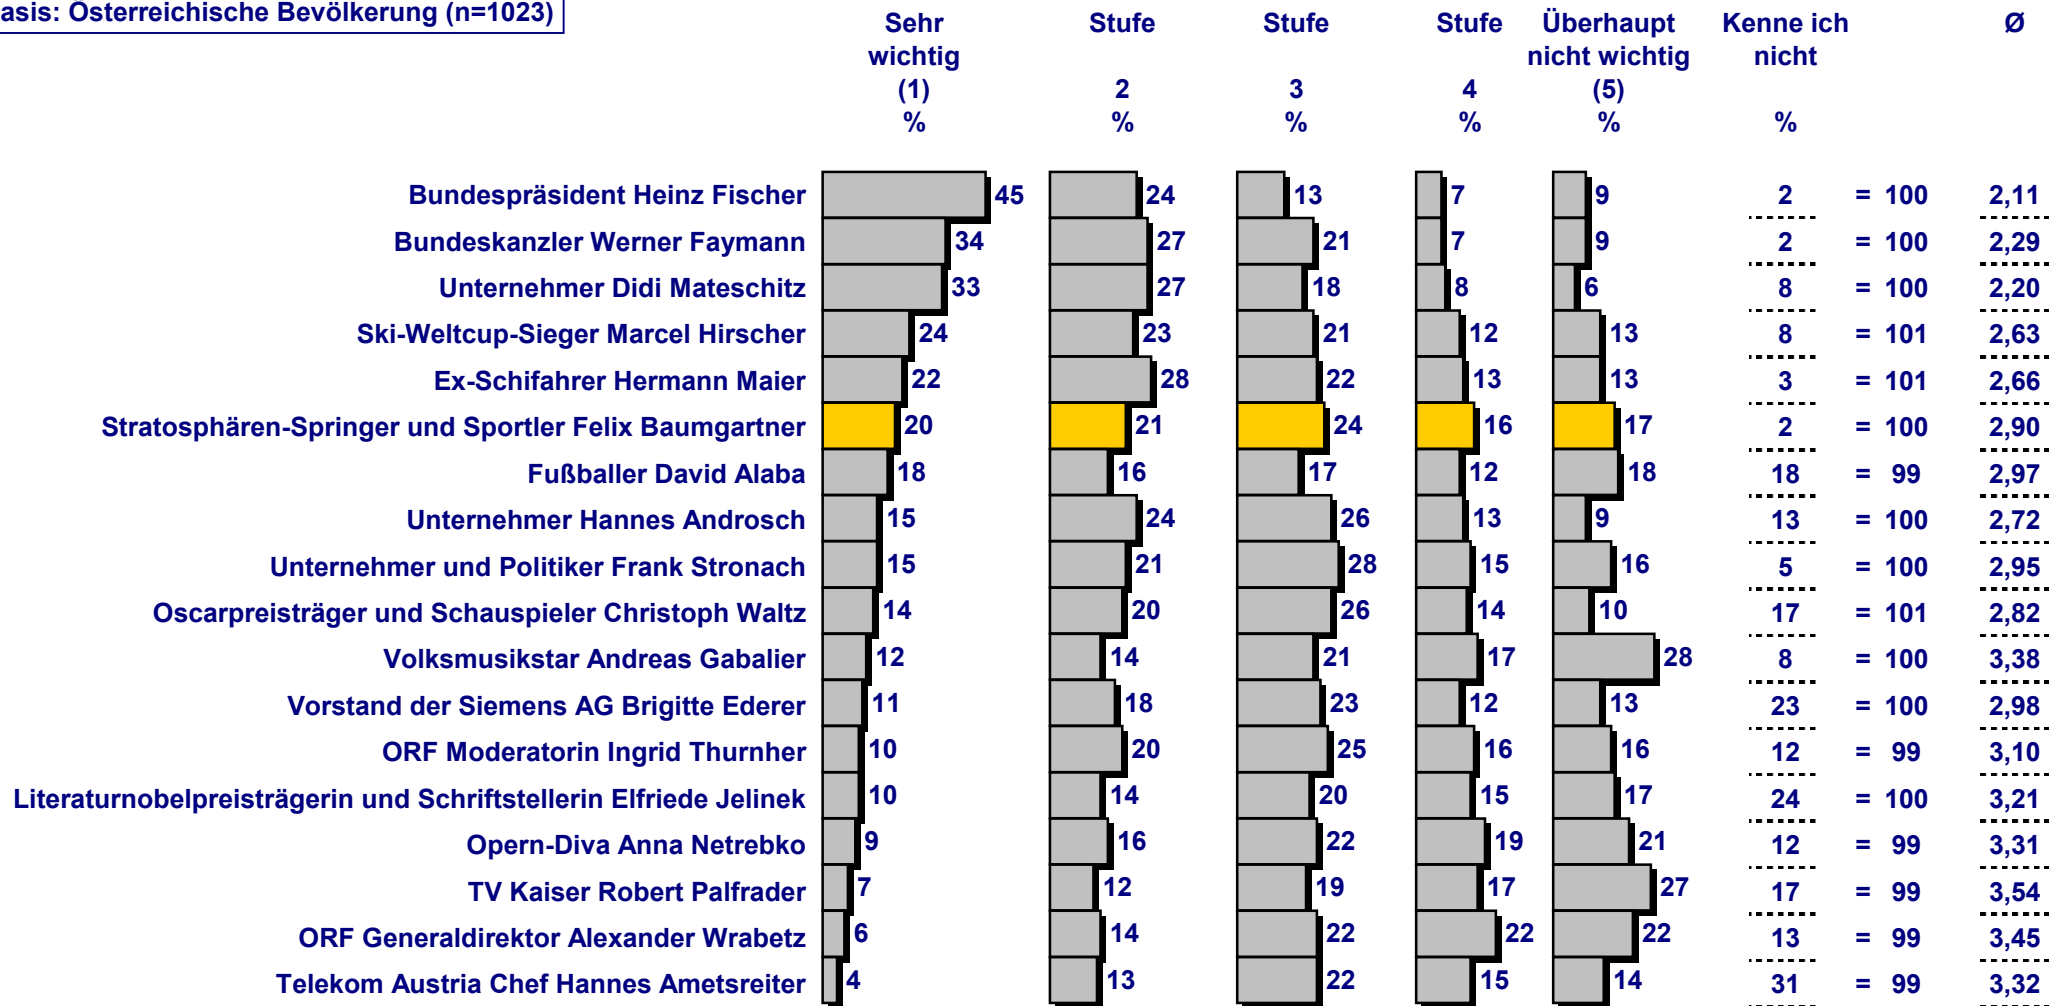 asis: Österreichische Bevölkerung (n=1023)
Sehr wichtig (1) % Stufe 2 % Stufe 3 % Stufe 4 % Überhaupt nicht wichtig (5) % Kenne ich nicht % Ø
Bundespräsident Heinz Fischer 45 24 13 7 9 2 = 100 2,11
Bundeskanzler Werner Faymann 34 27 21 7 9 2 = 100 2,29
Unternehmer Didi Mateschitz 33 27 18 8 6 8 = 100 2,20
Ski-Weltcup-Sieger Marcel Hirscher 24 23 21 12 13 8 = 101 2,63
Ex-Schifahrer Hermann Maier 22 28 22 13 13 3 = 101 2,66
Stratosphären-Springer und Sportler Felix Baumgartner 20 21 24 16 17 2 = 100 2,90
Fußballer David Alaba 18 16 17 12 18 18 = 99 2,97
Unternehmer Hannes Androsch 15 24 26 13 9 13 = 100 2,72
Unternehmer und Politiker Frank Stronach 15 21 28 15 16 5 = 100 2,95
Oscarpreisträger und Schauspieler Christoph Waltz 14 20 26 14 10 17 = 101 2,82
Volksmusikstar Andreas Gabalier 12 14 21 17 28 8 = 100 3,38
Vorstand der Siemens AG Brigitte Ederer 11 18 23 12 13 23 = 100 2,98
ORF Moderatorin Ingrid Thurnher 10 20 25 16 16 12 = 99 3,10
Literaturnobelpreisträgerin und Schriftstellerin Elfriede Jelinek 10 14 20 15 17 24 = 100 3,21
Opern-Diva Anna Netrebko 9 16 22 19 21 12 = 99 3,31
TV Kaiser Robert Palfrader 7 12 19 17 27 17 = 99 3,54
ORF Generaldirektor Alexander Wrabetz 6 14 22 22 22 13 = 99 3,45
Telekom Austria Chef Hannes Ametsreiter 4 13 22 15 14 31 = 99 3,32